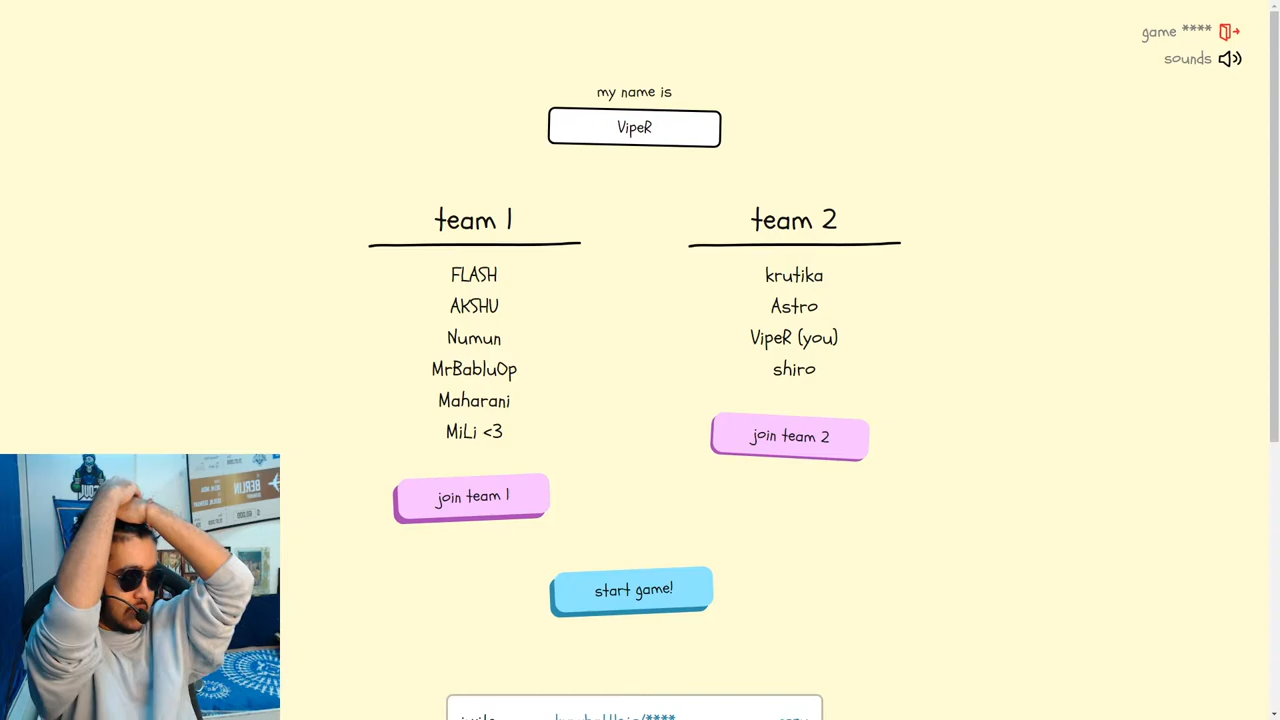 game ****
sounds
my name is
VipeR
team 1
team 2
FLASH
krutika
AKSHU
Astro
Numun
VipeR (you)
MrBabluOp
shiro
Maharani
MiLi <3
join team 2
join team 1
start game!
BERLIN